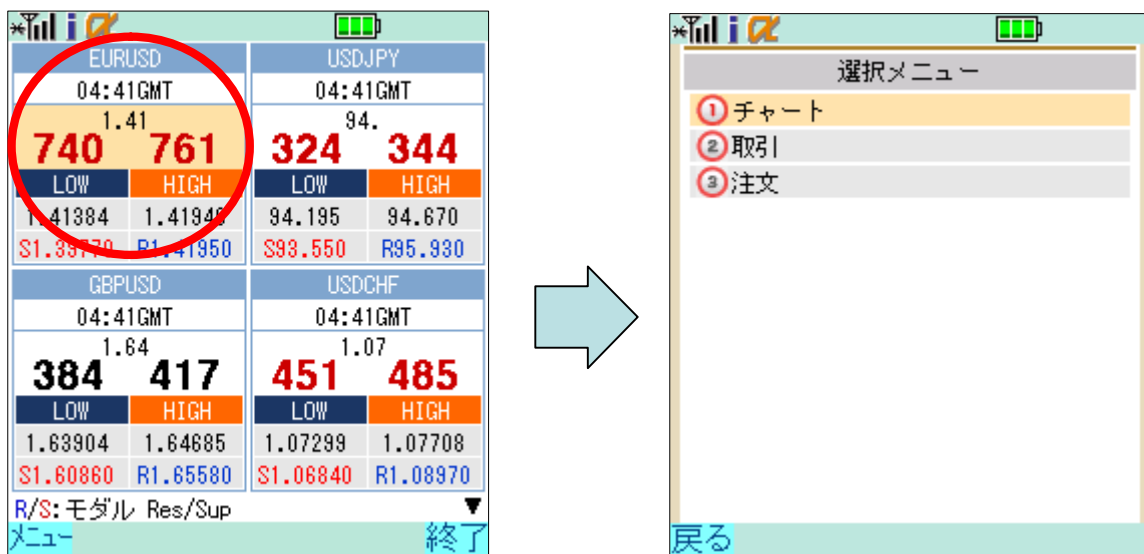 EURUSD USDJPY
04:41GMT 04:41GMT
1.41 94.
740 761 324 344
LOW HIGH LOW HIGH
1.41384 1.41940 94.195 94.670
S1.39770 R1.41950 S93.550 R95.930
GBPUSD USDCHF
04:41GMT 04:41GMT
1.64 1.07
384 417 451 485
LOW HIGH LOW HIGH
1.63904 1.64685 1.07299 1.07708
S1.60860 R1.65580 S1.06840 R1.08970
R/S:モダル Res/Sup ▼
メニュー 終了
選択メニュー
①チャート
②取引
③注文
戻る